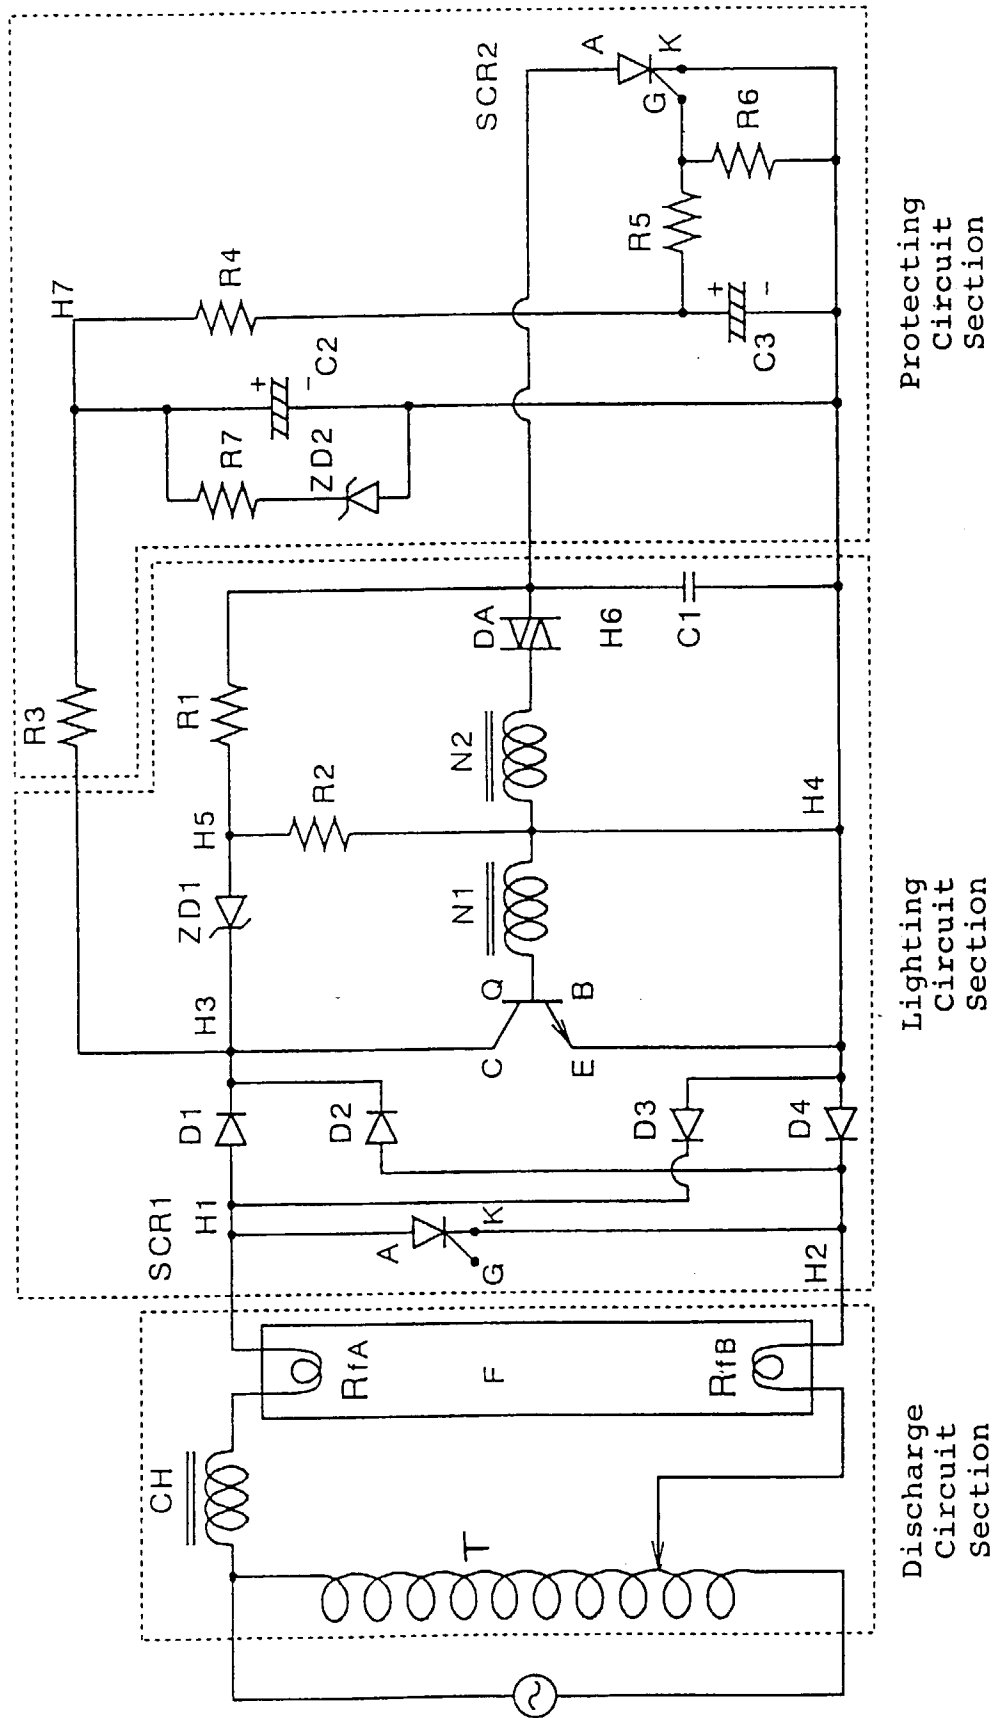 R3
H7
CH
SCR1
D1
ZD1
R1
H1
H3
H5
R7
R4
+
−
ZD2
R2
C2
D2
RfA
A
N1
N2
T
DA
SCR2
F
G
K
C
Q
E
B
A
H6
D3
R5
G
K
C1
+
−
RfB
R6
C3
D4
H4
H2
Discharge
Circuit
Section
Lighting
Circuit
Section
Protecting
Circuit
Section